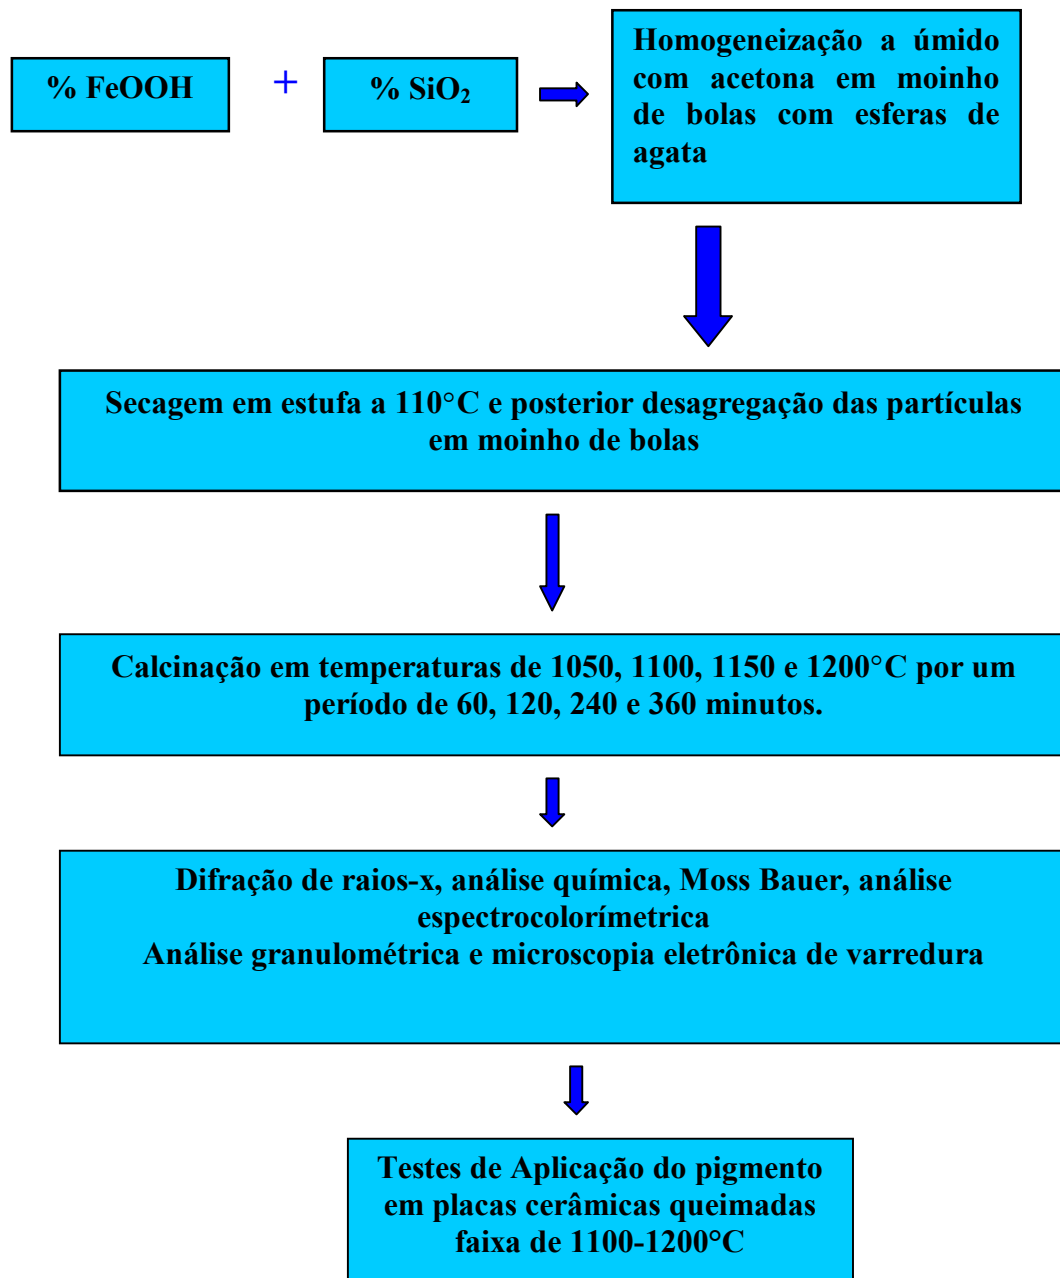 % FeOOH + % SiO₂
Homogeneização a úmido
com acetona em moinho
de bolas com esferas de
agata
Secagem em estufa a 110°C e posterior desagregação das partículas
em moinho de bolas
Calcinação em temperaturas de 1050, 1100, 1150 e 1200°C por um
período de 60, 120, 240 e 360 minutos.
Difração de raios-x, análise química, Moss Bauer, análise
espectrocolorímetrica
Análise granulométrica e microscopia eletrônica de varredura
Testes de Aplicação do pigmento
em placas cerâmicas queimadas
faixa de 1100-1200°C